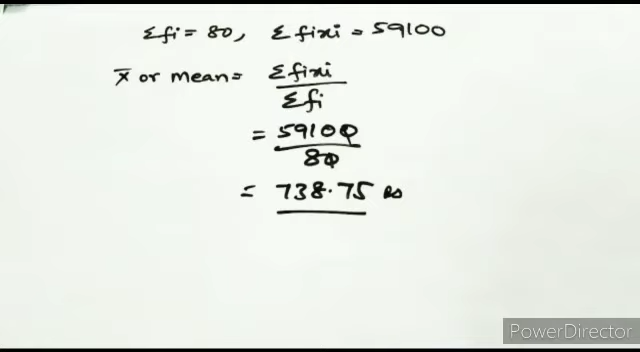 Σfi = 80, Σfixi = 59100
x̅ or mean = Σfixi / Σfi
= 59100 / 80
= 738.75 Rs
PowerDirector